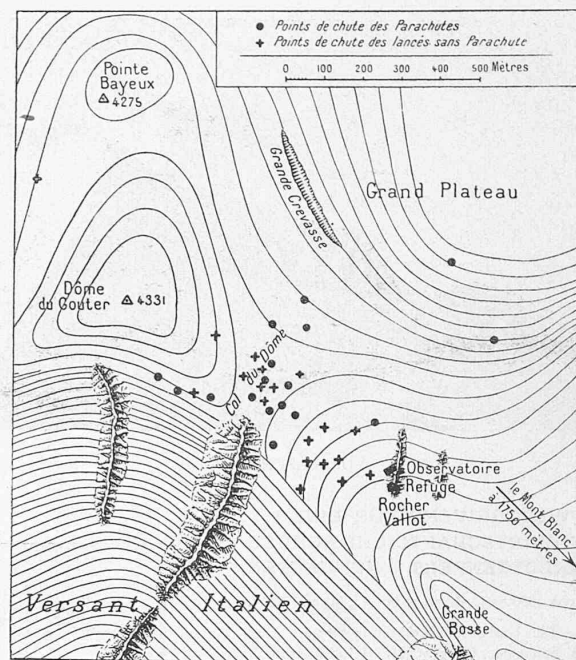 Points de chute des Parachutes
Points de chute des lancés sans Parachute
0 100 200 300 400 500 Mètres
Pointe
Bayeux
4275
Grande Crevasse
Grand Plateau
Dôme
du Gouter
4331
Col du Dôme
Observatoire
Refuge
Rocher
Vallot
le Mont Blanc
à 1750 mètres
Versant Italien
Grande
Bosse